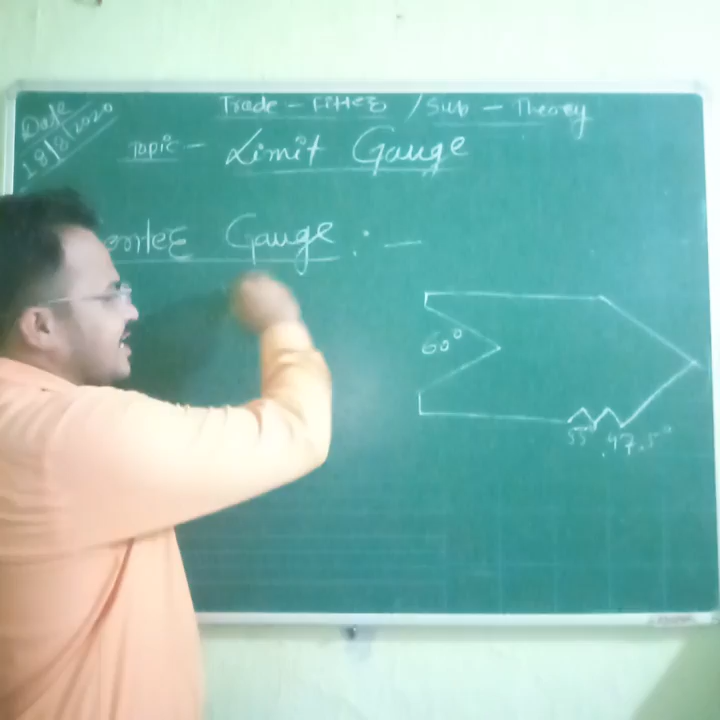 Date
18/8/2020
Trade - Fitter / Sub - Theory
Topic - Limit Gauge
Gauge : -
60°
55° 47.5°